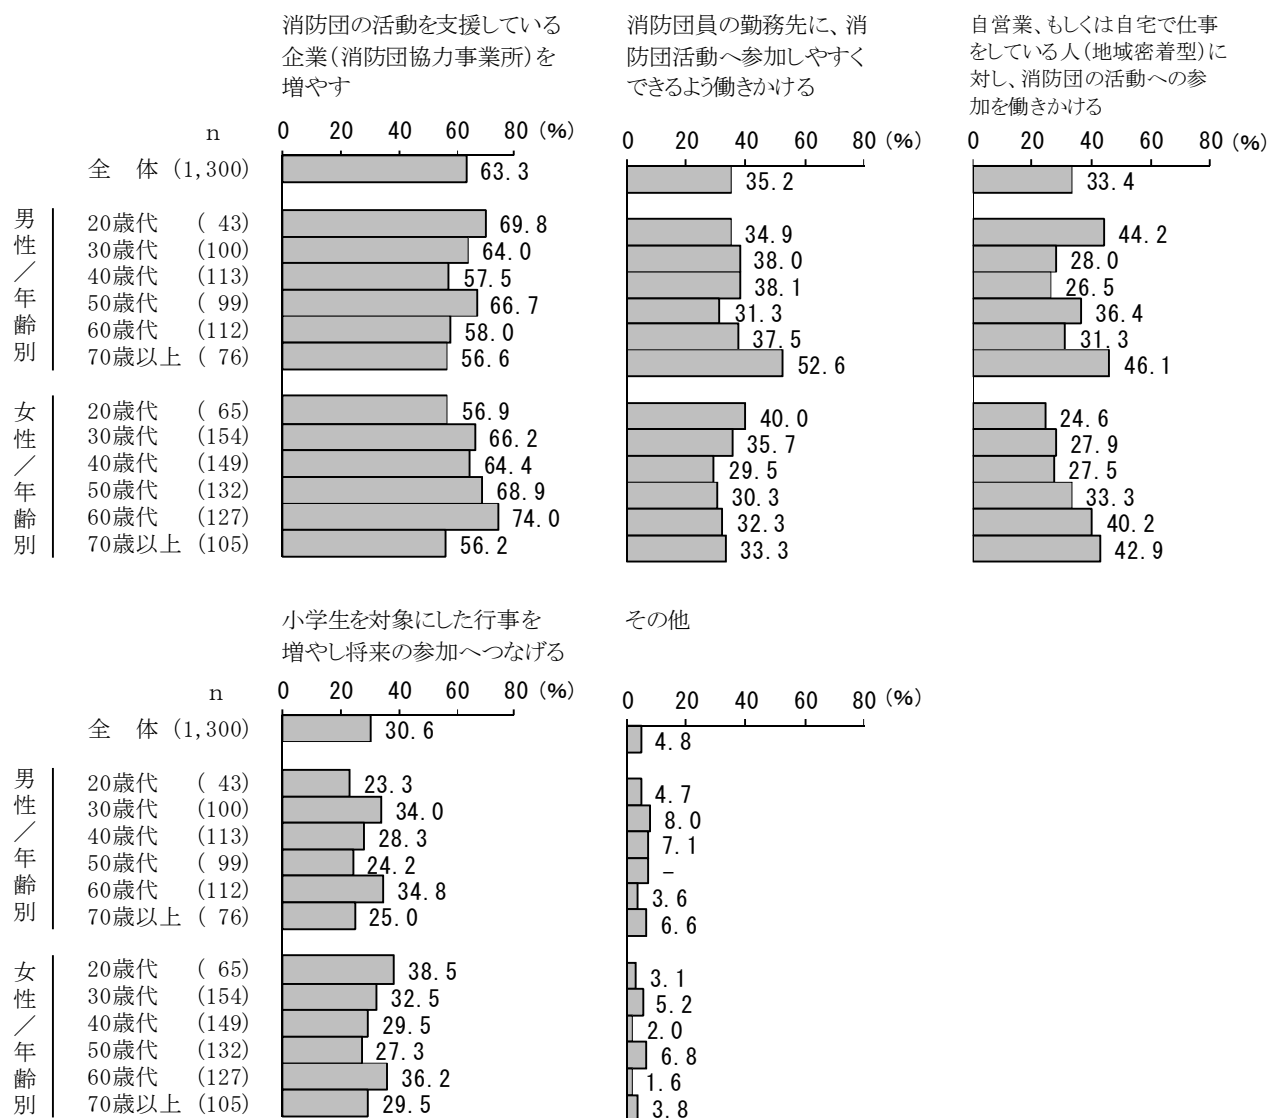 消防団の活動を支援している
企業(消防団協力事業所)を
増やす
消防団員の勤務先に、消
防団活動へ参加しやすく
できるよう働きかける
自営業、もしくは自宅で仕事
をしている人(地域密着型)に
対し、消防団の活動への参
加を働きかける
n 0 20 40 60 80 (%) 0 20 40 60 80 (%) 0 20 40 60 80 (%)
全 体 (1,300) 63.3 35.2 33.4
男性/年齢別
20歳代 ( 43) 69.8 34.9 44.2
30歳代 (100) 64.0 38.0 28.0
40歳代 (113) 57.5 38.1 26.5
50歳代 ( 99) 66.7 31.3 36.4
60歳代 (112) 58.0 37.5 31.3
70歳以上 ( 76) 56.6 52.6 46.1
女性/年齢別
20歳代 ( 65) 56.9 40.0 24.6
30歳代 (154) 66.2 35.7 27.9
40歳代 (149) 64.4 29.5 27.5
50歳代 (132) 68.9 30.3 33.3
60歳代 (127) 74.0 32.3 40.2
70歳以上 (105) 56.2 33.3 42.9
小学生を対象にした行事を
増やし将来の参加へつなげる
その他
n 0 20 40 60 80 (%) 0 20 40 60 80 (%)
全 体 (1,300) 30.6 4.8
男性/年齢別
20歳代 ( 43) 23.3 4.7
30歳代 (100) 34.0 8.0
40歳代 (113) 28.3 7.1
50歳代 ( 99) 24.2 -
60歳代 (112) 34.8 3.6
70歳以上 ( 76) 25.0 6.6
女性/年齢別
20歳代 ( 65) 38.5 3.1
30歳代 (154) 32.5 5.2
40歳代 (149) 29.5 2.0
50歳代 (132) 27.3 6.8
60歳代 (127) 36.2 1.6
70歳以上 (105) 29.5 3.8